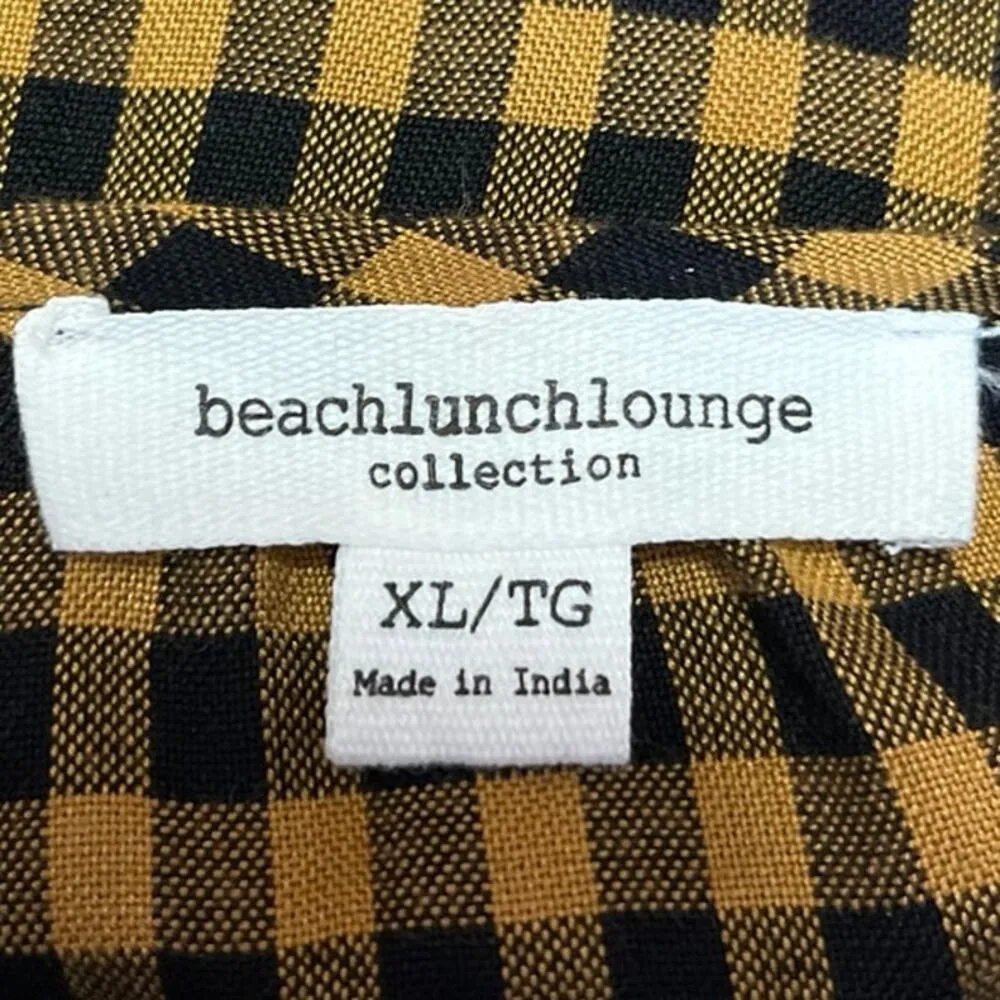 beachlunchlounge
collection
XL/TG
Made in India